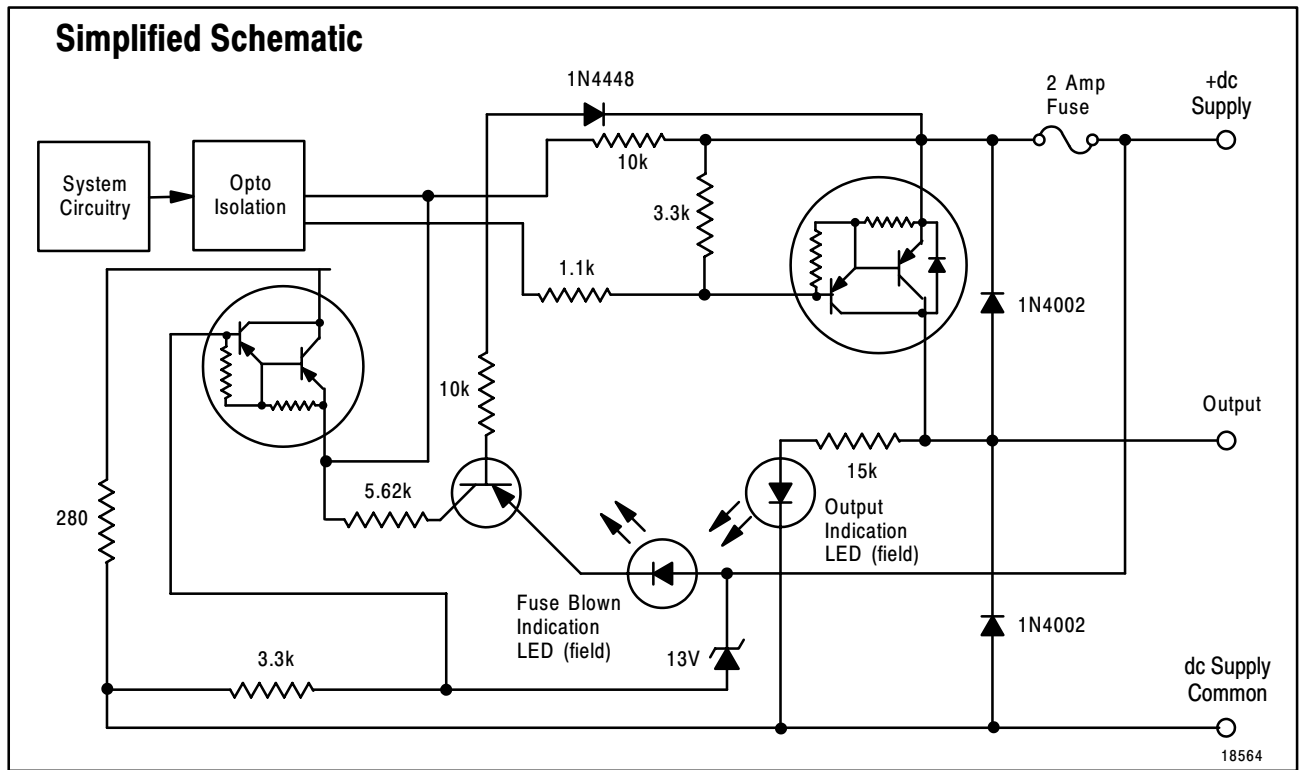 Simplified Schematic
1N4448
2 Amp
Fuse
+dc
Supply
System
Circuitry
Opto
Isolation
10k
3.3k
1.1k
1N4002
10k
Output
15k
5.62k
280
Output
Indication
LED (field)
Fuse Blown
Indication
LED (field)
1N4002
13V
3.3k
dc Supply
Common
18564